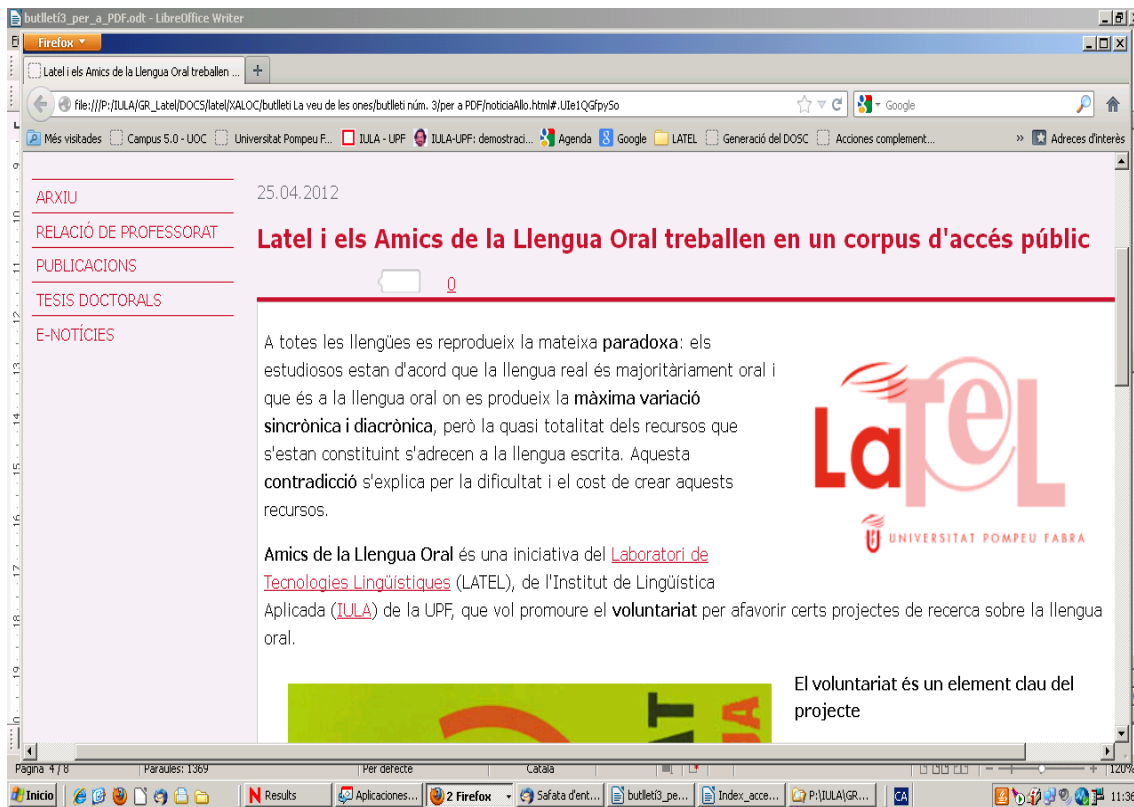 butlletí3_per_a_PDF.odt - LibreOffice Writer
Firefox
Latel i els Amics de la Llengua Oral treballen ...
file:///P:/IULA/GR_Latel/DOCS/latel/XALOC/butlleti La veu de les ones/butlleti núm. 3/per a PDF/noticiaAllo.html#.UIe1QGfpySo
Google
Més visitades
Campus 5.0 - UOC
Universitat Pompeu F...
IULA - UPF
IULA-UPF: demostraci...
Agenda
Google
LATEL
Generació del DOSC
Acciones complement...
»
Adreces d'interès
ARXIU
RELACIÓ DE PROFESSORAT
PUBLICACIONS
TESIS DOCTORALS
E-NOTÍCIES
25.04.2012
Latel i els Amics de la Llengua Oral treballen en un corpus d'accés públic
0
A totes les llengües es reprodueix la mateixa paradoxa: els
estudiosos estan d'acord que la llengua real és majoritàriament oral i
que és a la llengua oral on es produeix la màxima variació
sincrònica i diacrònica, però la quasi totalitat dels recursos que
s'estan constituint s'adrecen a la llengua escrita. Aquesta
contradicció s'explica per la dificultat i el cost de crear aquests
recursos.
LaTeL
UNIVERSITAT POMPEU FABRA
Amics de la Llengua Oral és una iniciativa del Laboratori de
Tecnologies Lingüístiques (LATEL), de l'Institut de Lingüística
Aplicada (IULA) de la UPF, que vol promoure el voluntariat per afavorir certs projectes de recerca sobre la llengua
oral.
El voluntariat és un element clau del
projecte
Pàgina 4 / 8
Paraules: 1369
Per defecte
Català
120%
Inicio
Results
Aplicaciones...
2 Firefox
Safata d'ent...
butlletí3_pe...
Index_acce...
P:\IULA\GR...
CA
11:36